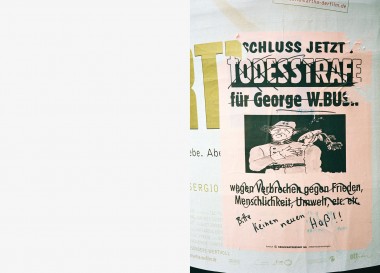 SCHLUSS JETZT.
TODESSTRAFE
für George W.BUS..
wegen Verbrechen gegen Frieden,
Menschlichkeit, Umwelt, etc. etc.
Bitte keinen neuen Haß!!
RT
ebe. Abe
SERGIO